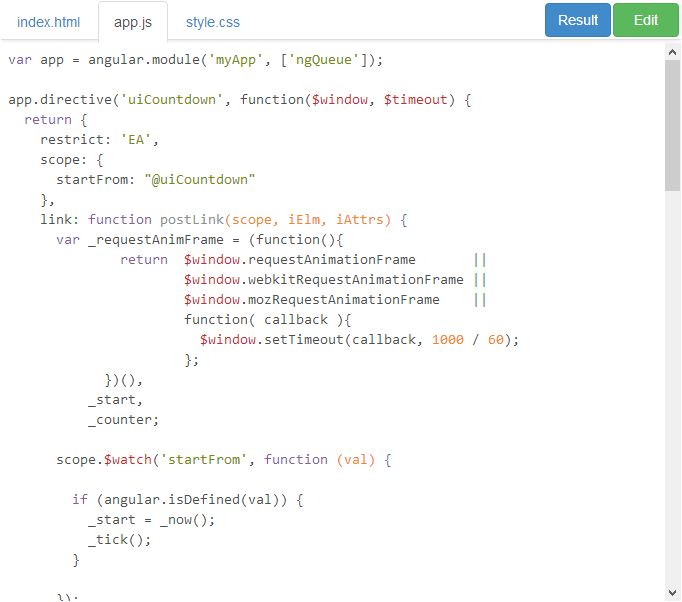 index.html app.js style.css Result Edit
var app = angular.module('myApp', ['ngQueue']);
app.directive('uiCountdown', function($window, $timeout) {
return {
restrict: 'EA',
scope: {
startFrom: "@uiCountdown"
},
link: function postLink(scope, iElm, iAttrs) {
var _requestAnimFrame = (function(){
return $window.requestAnimationFrame ||
$window.webkitRequestAnimationFrame ||
$window.mozRequestAnimationFrame ||
function( callback ){
$window.setTimeout(callback, 1000 / 60);
};
})(),
_start,
_counter;
scope.$watch('startFrom', function (val) {
if (angular.isDefined(val)) {
_start = _now();
_tick();
}
});